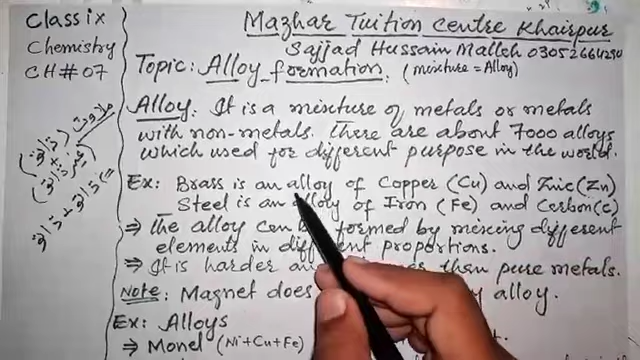 Class ix
Chemistry
CH # 07
Mazhar Tuition Centre Khairpur
Sajjad Hussain Malleh
Topic: Alloy formation. (mixture = Alloy)
Alloy: It is a mixture of metals or metals
with non-metals. There are about 7000 alloys
which used for different purpose in the world.
Ex: Brass is an alloy of Copper (Cu) and Zinc (Zn)
Steel is an alloy of Iron (Fe) and Carbon (C)
⇒ The alloy can be formed by mixing different
elements in different proportions.
⇒ It is harder than pure metals.
Note: Magnet does alloy.
Ex: Alloys
⇒ Monel (Ni + Cu + Fe)